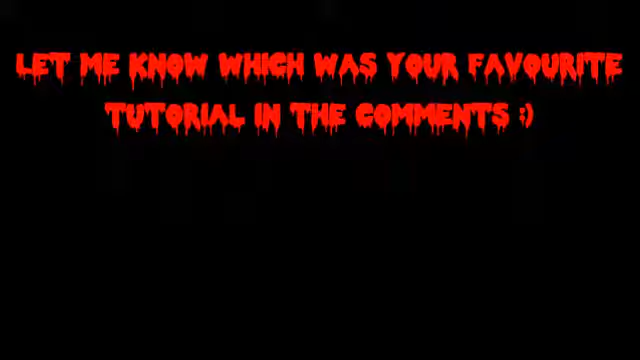 LET ME KNOW WHICH WAS YOUR FAVOURITE
TUTORIAL IN THE COMMENTS :)